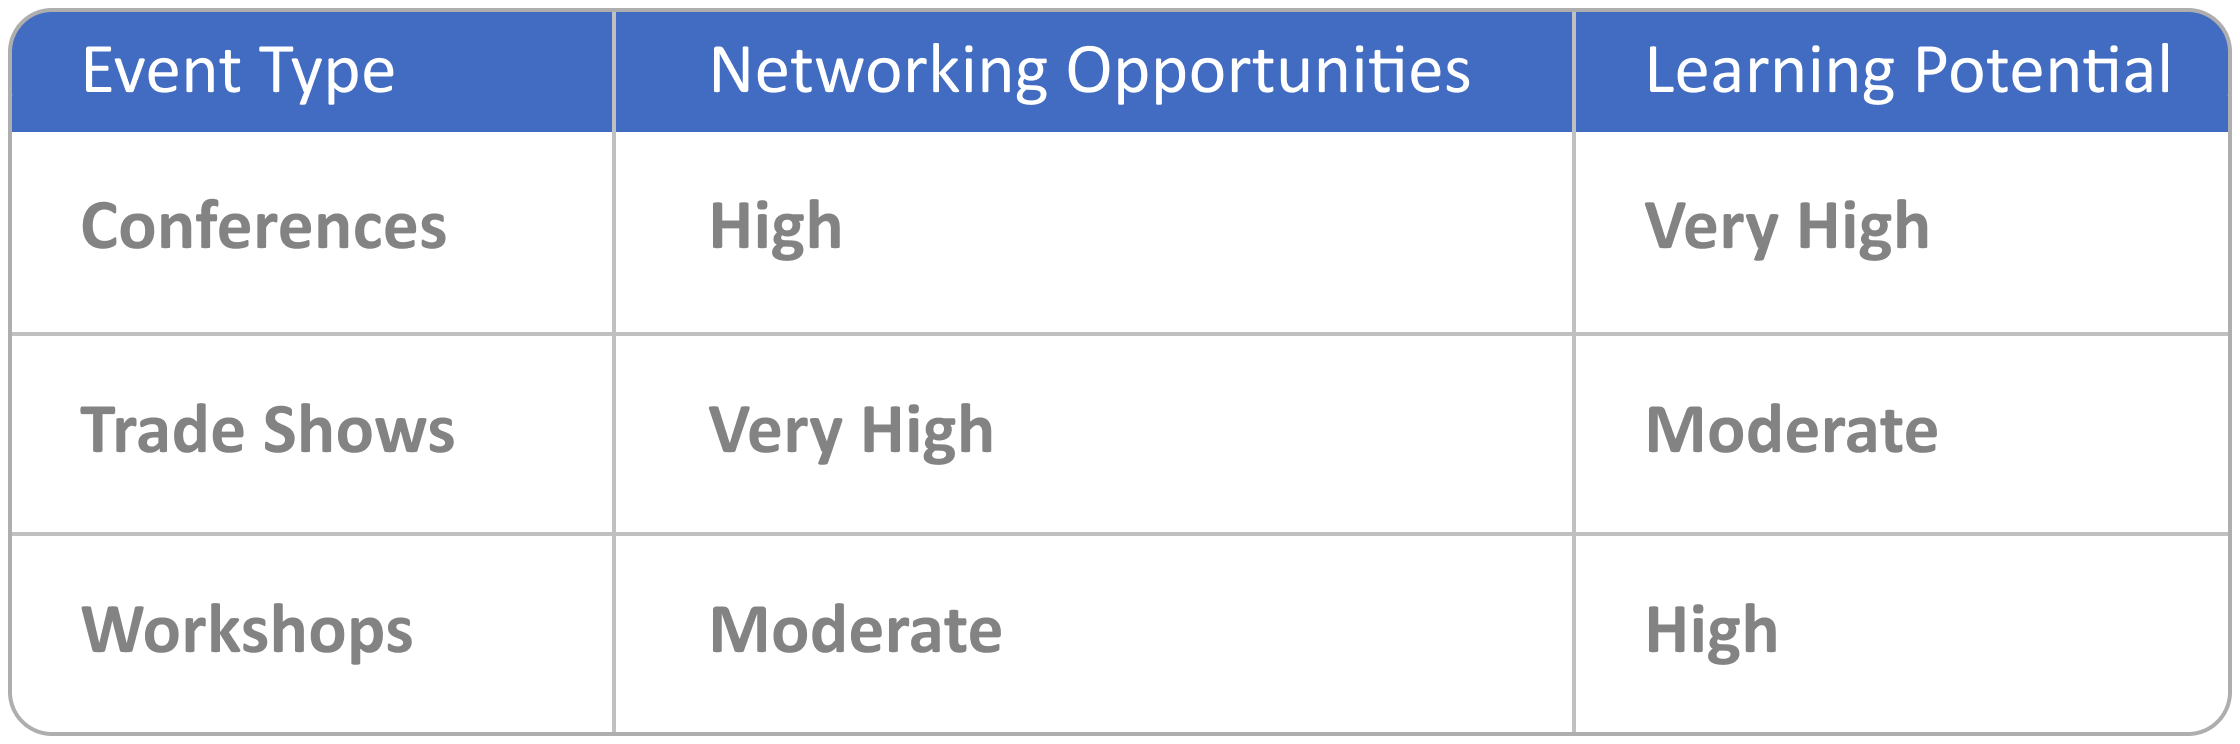 Event Type Networking Opportunities Learning Potential
Conferences High Very High
Trade Shows Very High Moderate
Workshops Moderate High